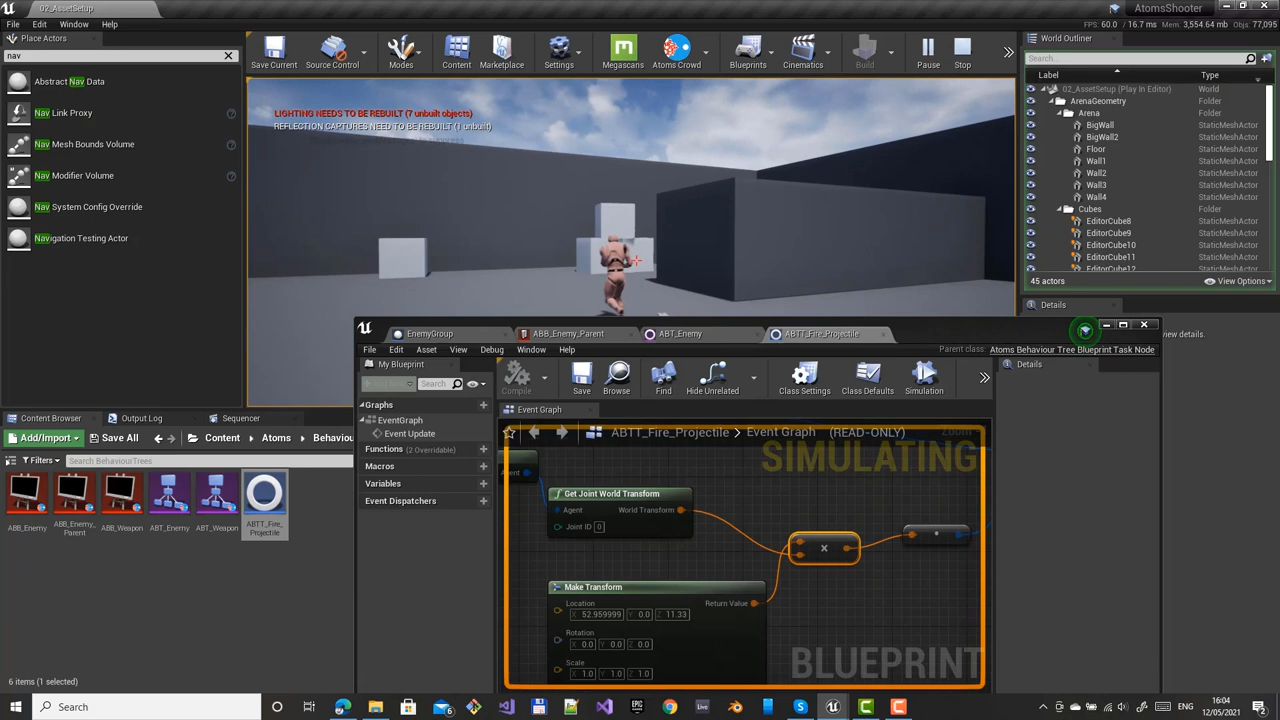 02_AssetSetup
AtomsShooter
File Edit Window Help
FPS: 60.0 / 16.7 ms Mem: 3,554.64 mb Objs: 77,095
Place Actors
nav
Abstract Nav Data
Nav Link Proxy
Nav Mesh Bounds Volume
Nav Modifier Volume
Nav System Config Override
Navigation Testing Actor
Save Current Source Control Modes Content Marketplace Settings Megascans Atoms Crowd Blueprints Cinematics Build Pause Stop
LIGHTING NEEDS TO BE REBUILT (7 unbuilt objects)
REFLECTION CAPTURES NEED TO BE REBUILT (1 unbuilt)
World Outliner
Search...
Label Type
02_AssetSetup (Play In Editor) World
ArenaGeometry Folder
Arena Folder
BigWall StaticMeshActor
BigWall2 StaticMeshActor
Floor StaticMeshActor
Wall1 StaticMeshActor
Wall2 StaticMeshActor
Wall3 StaticMeshActor
Wall4 StaticMeshActor
Cubes Folder
EditorCube8 StaticMeshActor
EditorCube9 StaticMeshActor
EditorCube10 StaticMeshActor
EditorCube11 StaticMeshActor
EditorCube12 StaticMeshActor
45 actors View Options
Details
view details.
EnemyGroup ABB_Enemy_Parent ABT_Enemy ABTT_Fire_Projectile
File Edit Asset View Debug Window Help
Parent class: Atoms Behaviour Tree Blueprint Task Node
My Blueprint
Search
Graphs
EventGraph
Event Update
Functions (2 Overridable)
Macros
Variables
Event Dispatchers
Compile Save Browse Find Hide Unrelated Class Settings Class Defaults Simulation
Details
Event Graph
ABTT_Fire_Projectile > Event Graph (READ-ONLY)
Zoom
SIMULATING
Agent
Get Joint World Transform
Agent World Transform
Joint ID 0
Make Transform
Location Return Value
X 52.959999 Y 0.0 Z 11.33
Rotation
X 0.0 Y 0.0 Z 0.0
Scale
X 1.0 Y 1.0 Z 1.0
BLUEPRINT
Content Browser Output Log Sequencer
Add/Import Save All Content Atoms Behaviou
Filters Search BehaviourTrees
ABB_Enemy ABB_Enemy_Parent ABB_Weapon ABT_Enemy ABT_Weapon ABTT_Fire_Projectile
6 items (1 selected)
Search
16:04
12/05/2021